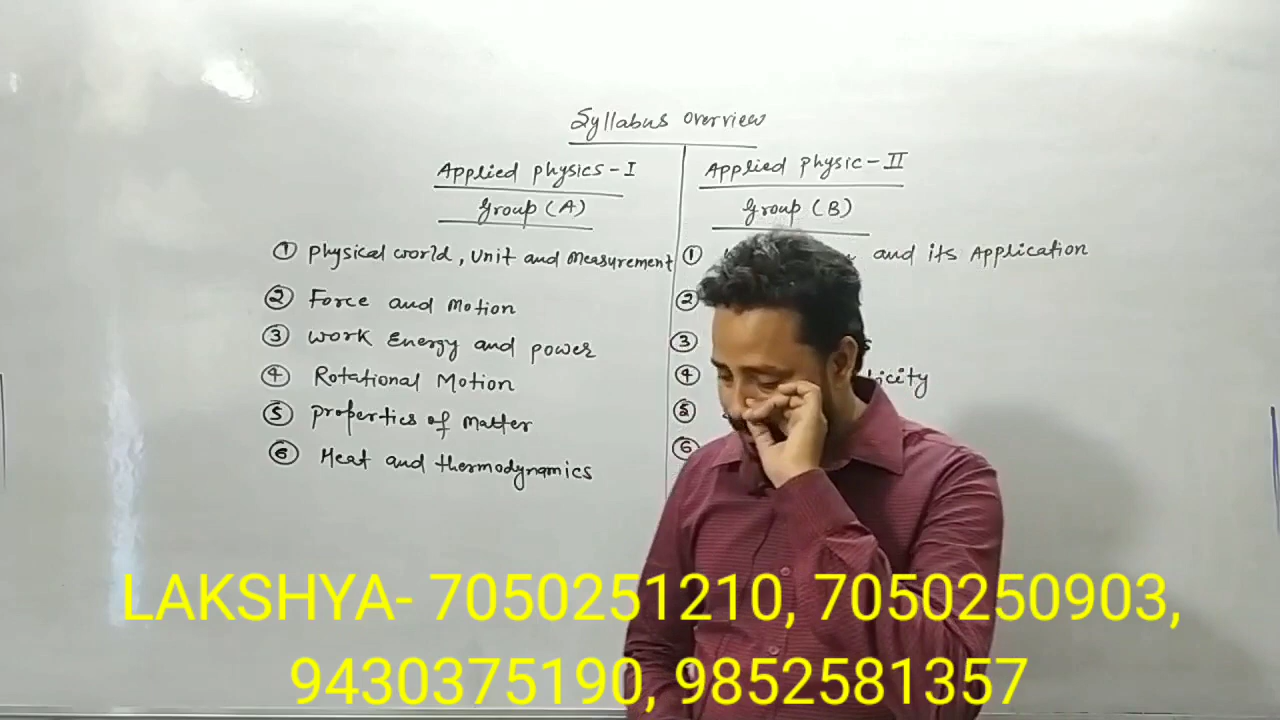 Syllabus overview
Applied physics-I
Group (A)
① Physical world, Unit and Measurement
② Force and Motion
③ Work Energy and power
④ Rotational Motion
⑤ properties of Matter
⑥ Heat and thermodynamics
Applied physic-II
Group (B)
① and its Application
②
③
④
⑤
⑥
LAKSHYA- 7050251210, 7050250903,
9430375190, 9852581357